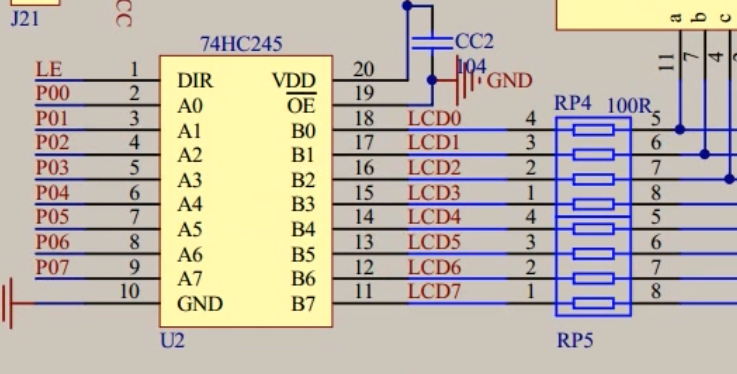 J21
CC
74HC245
CC2
104
GND
a b c
11 7 4
LE 1 DIR VDD 20
P00 2 A0 OE 19
P01 3 A1 B0 18 LCD0 4 RP4 100R 5
P02 4 A2 B1 17 LCD1 3 6
P03 5 A3 B2 16 LCD2 2 7
P04 6 A4 B3 15 LCD3 1 8
P05 7 A5 B4 14 LCD4 4 5
P06 8 A6 B5 13 LCD5 3 6
P07 9 A7 B6 12 LCD6 2 7
10 GND B7 11 LCD7 1 8
U2
RP5